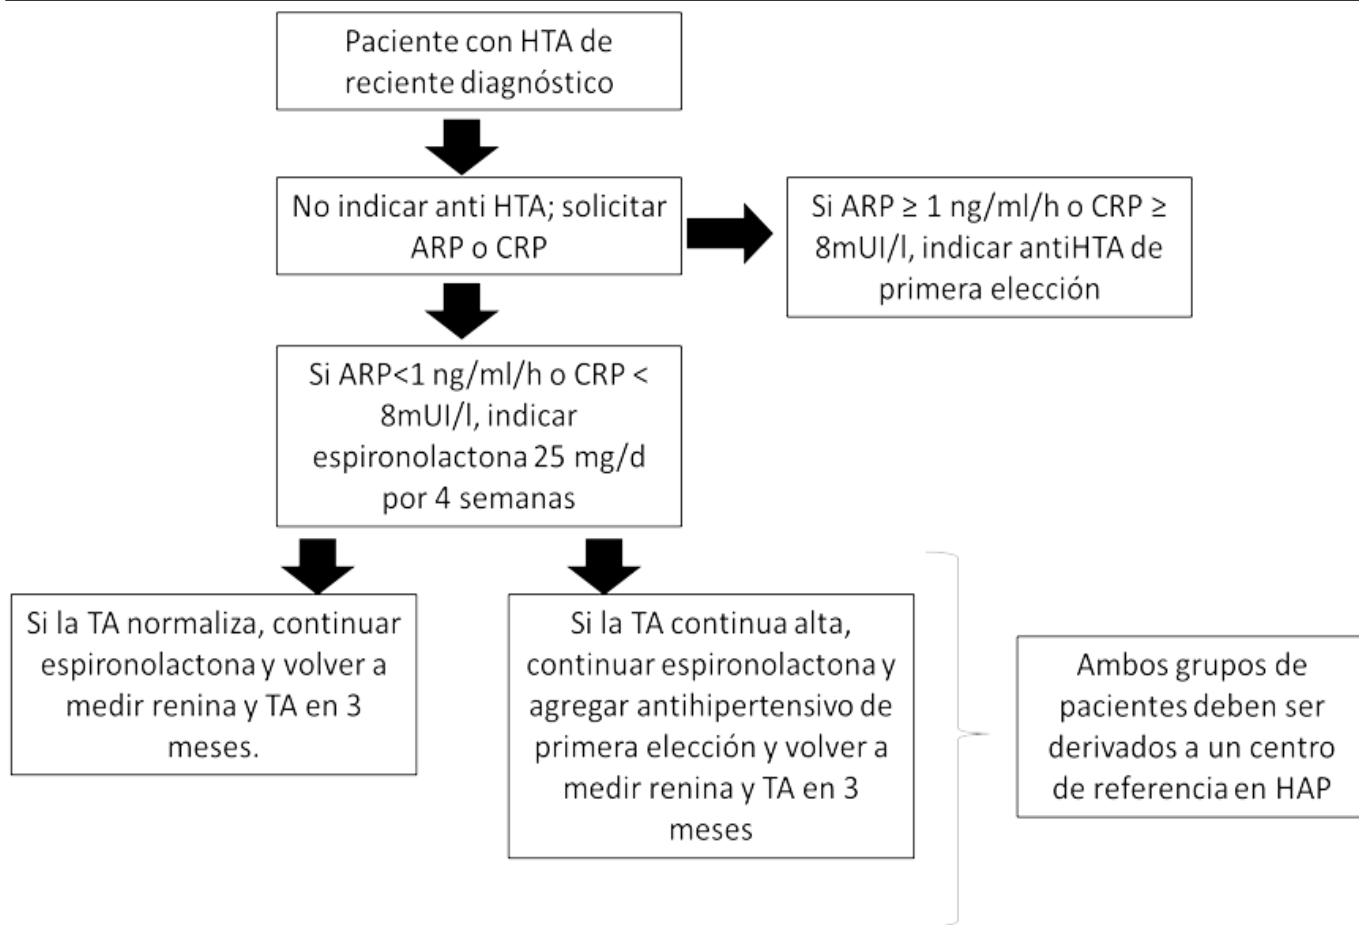 Paciente con HTA de
reciente diagnóstico
No indicar anti HTA; solicitar
ARP o CRP
Si ARP ≥ 1 ng/ml/h o CRP ≥
8mUI/l, indicar antiHTA de
primera elección
Si ARP<1 ng/ml/h o CRP <
8mUI/l, indicar
espironolactona 25 mg/d
por 4 semanas
Si la TA normaliza, continuar
espironolactona y volver a
medir renina y TA en 3
meses.
Si la TA continua alta,
continuar espironolactona y
agregar antihipertensivo de
primera elección y volver a
medir renina y TA en 3
meses
Ambos grupos de
pacientes deben ser
derivados a un centro
de referencia en HAP